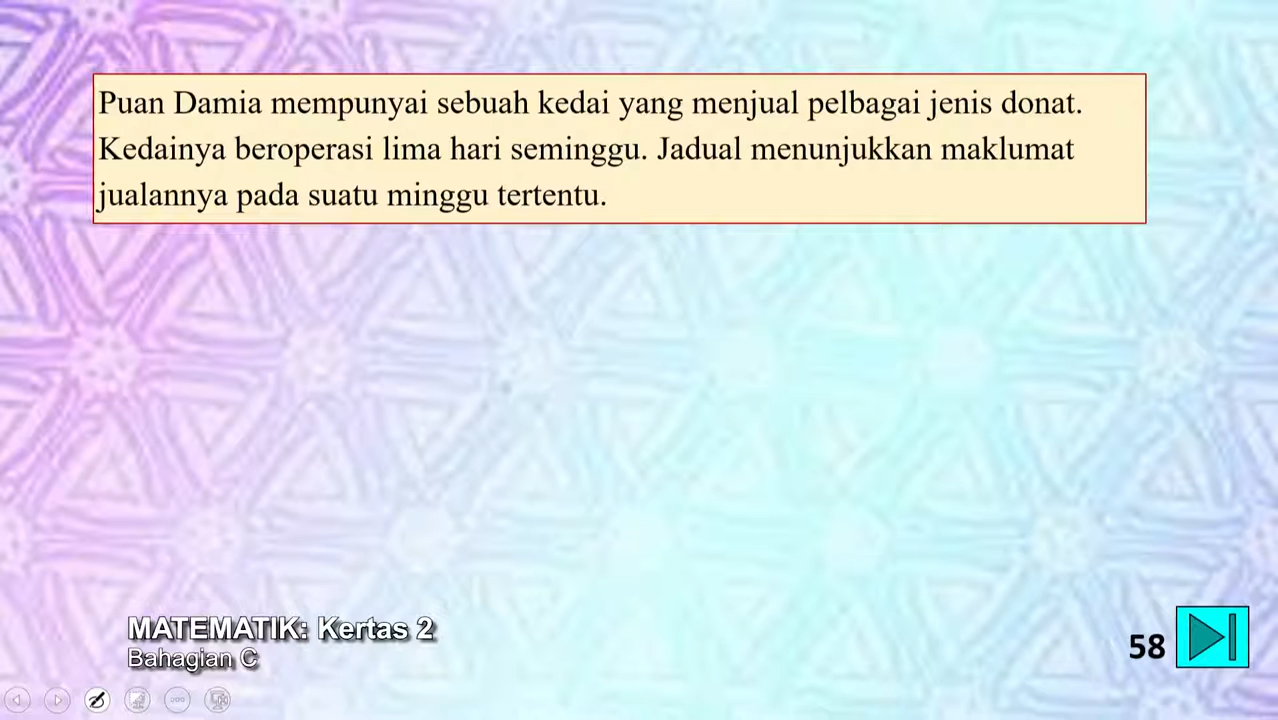 Puan Damia mempunyai sebuah kedai yang menjual pelbagai jenis donat.
Kedainya beroperasi lima hari seminggu. Jadual menunjukkan maklumat
jualannya pada suatu minggu tertentu.
MATEMATIK: Kertas 2
Bahagian C
58